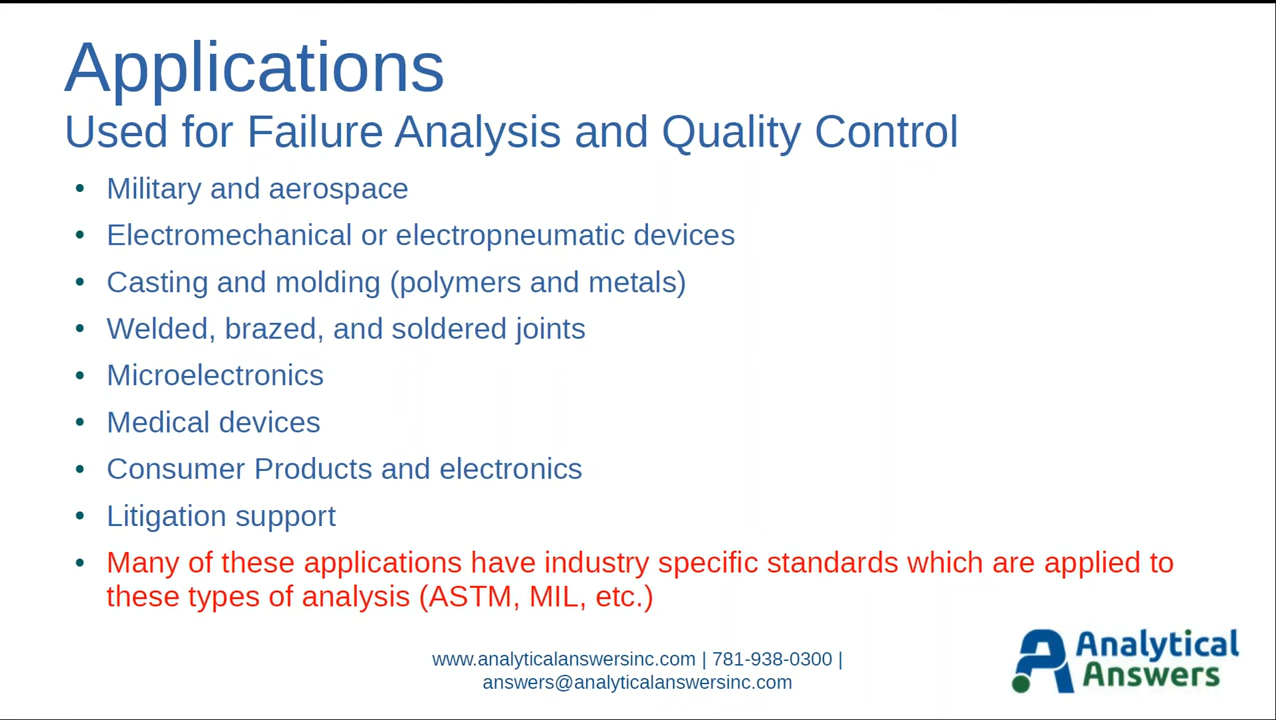 Applications
Used for Failure Analysis and Quality Control
• Military and aerospace
• Electromechanical or electropneumatic devices
• Casting and molding (polymers and metals)
• Welded, brazed, and soldered joints
• Microelectronics
• Medical devices
• Consumer Products and electronics
• Litigation support
• Many of these applications have industry specific standards which are applied to
these types of analysis (ASTM, MIL, etc.)
www.analyticalanswersinc.com | 781-938-0300 |
answers@analyticalanswersinc.com
Analytical
Answers